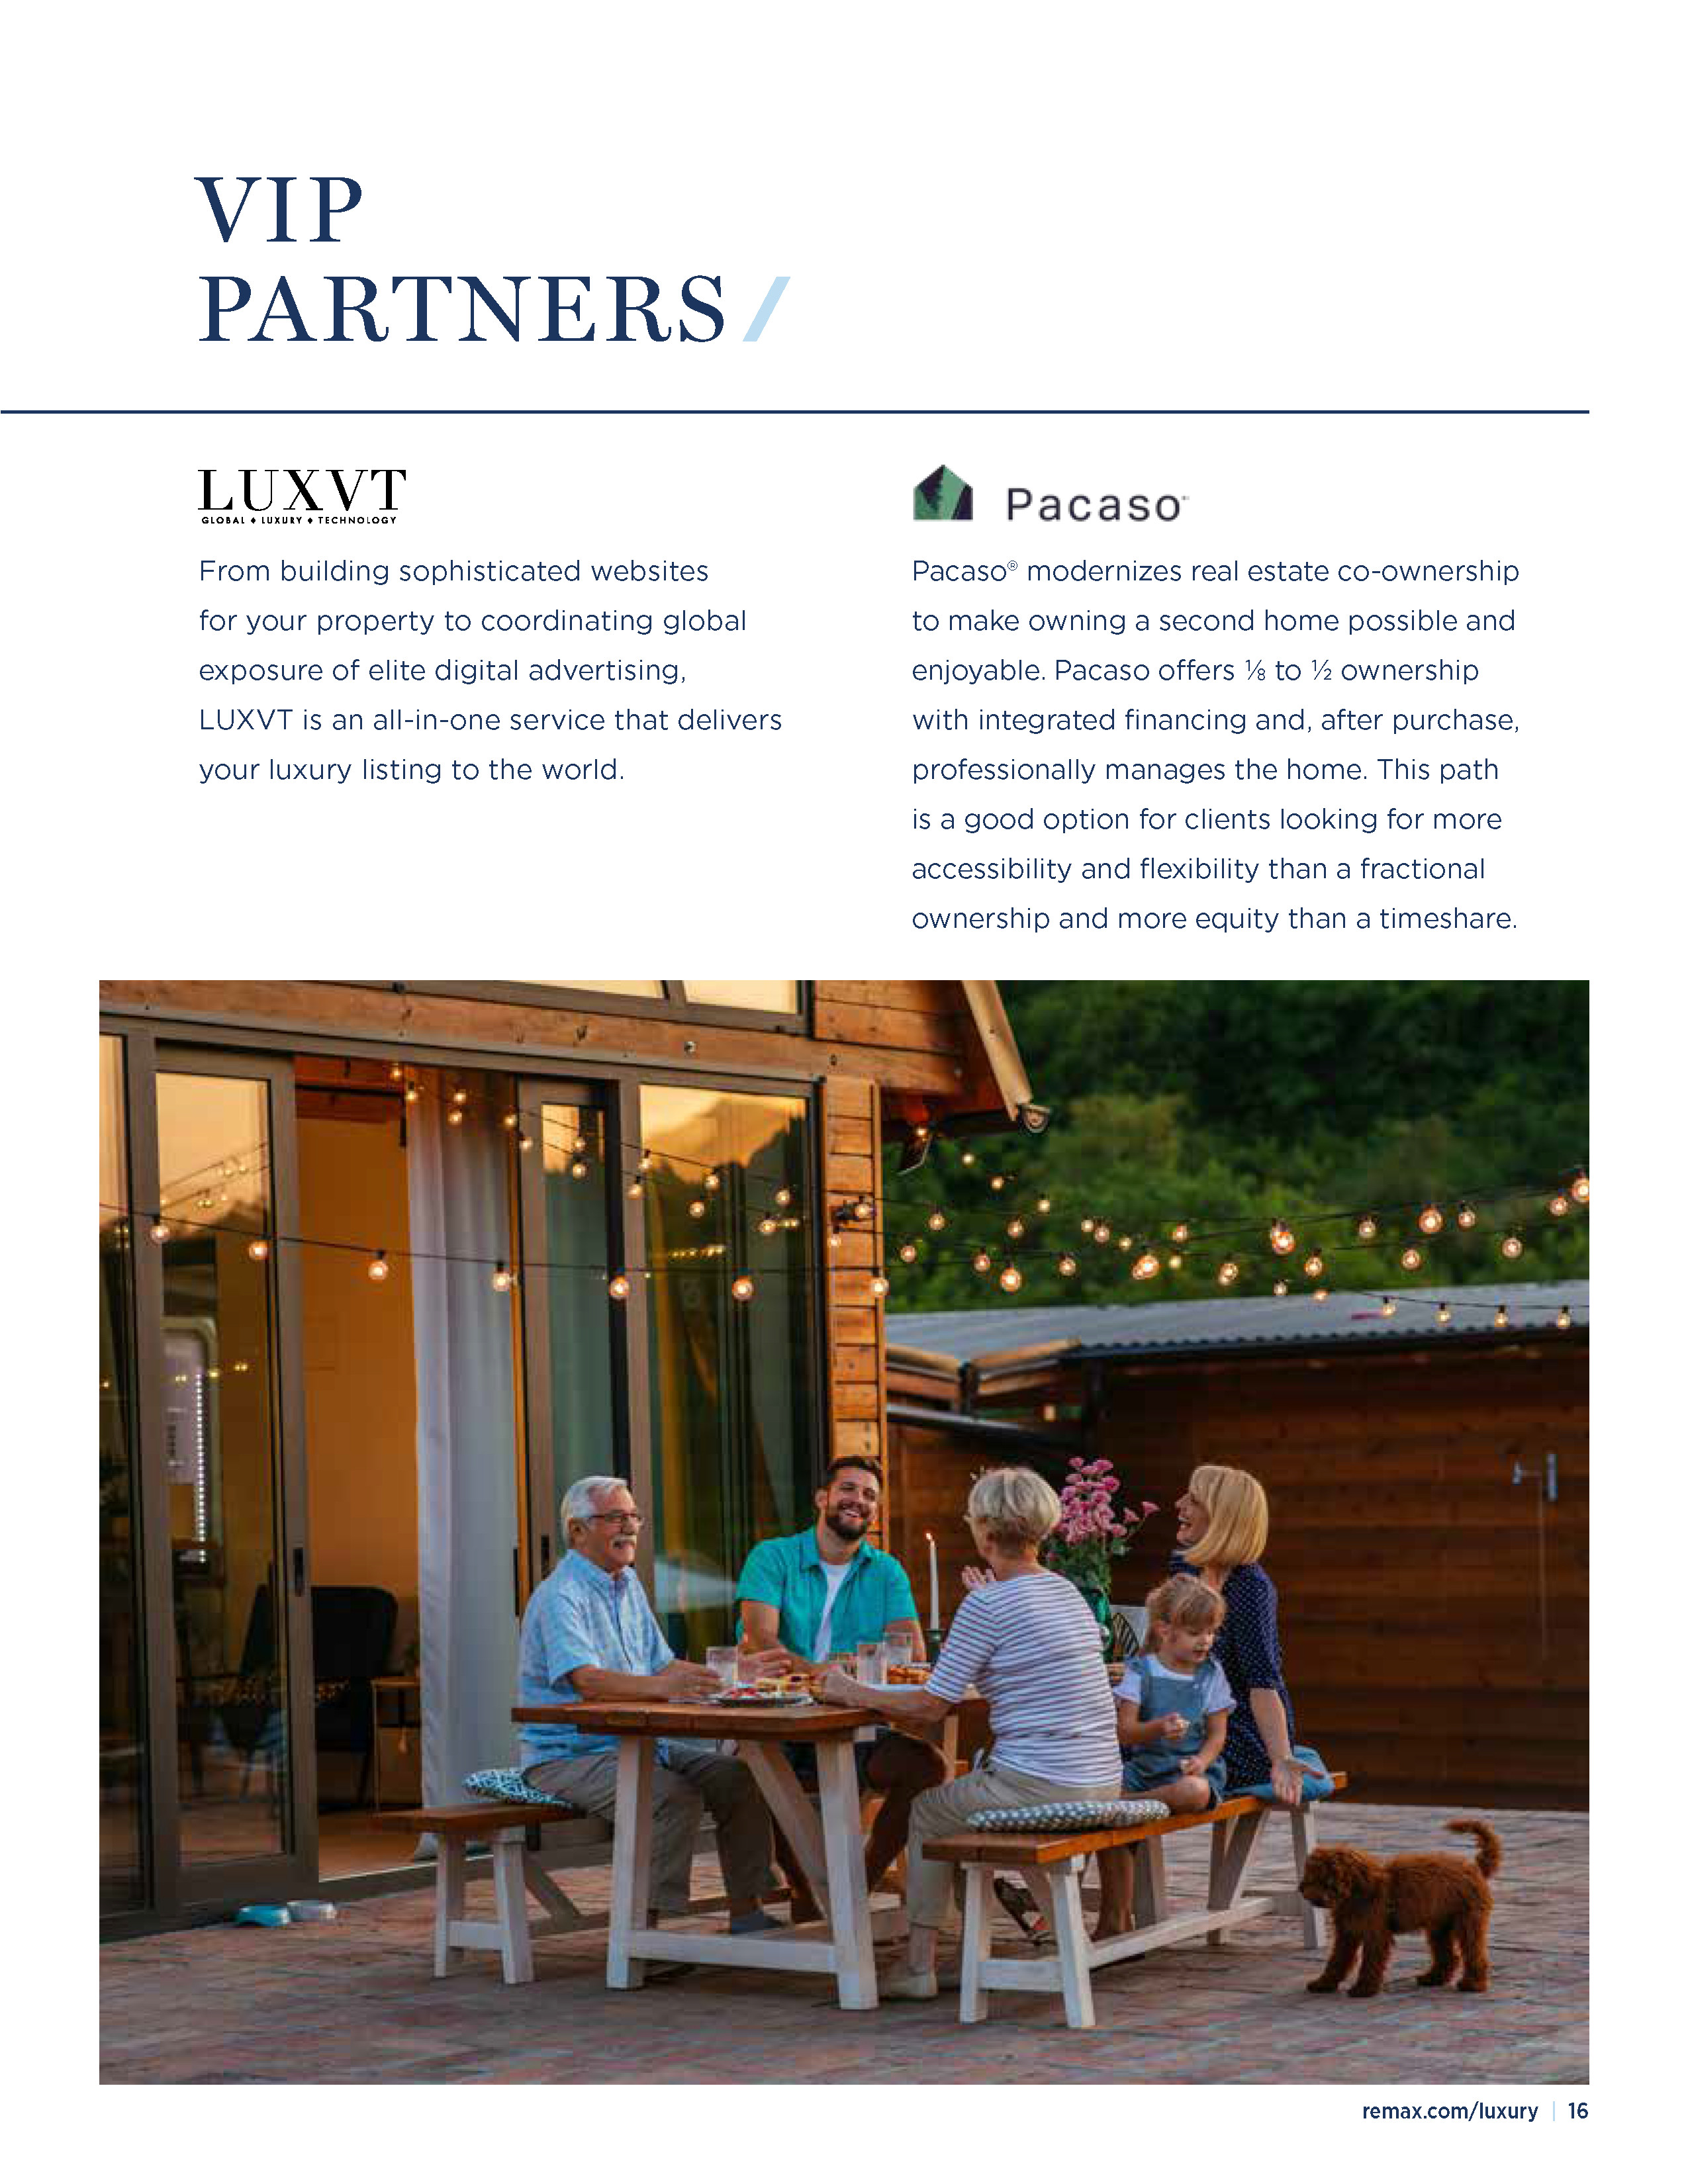 VIP
PARTNERS/
LUXVT
GLOBAL ♦ LUXURY ♦ TECHNOLOGY
From building sophisticated websites
for your property to coordinating global
exposure of elite digital advertising,
LUXVT is an all-in-one service that delivers
your luxury listing to the world.
Pacaso
Pacaso® modernizes real estate co-ownership
to make owning a second home possible and
enjoyable. Pacaso offers ⅛ to ½ ownership
with integrated financing and, after purchase,
professionally manages the home. This path
is a good option for clients looking for more
accessibility and flexibility than a fractional
ownership and more equity than a timeshare.
remax.com/luxury | 16